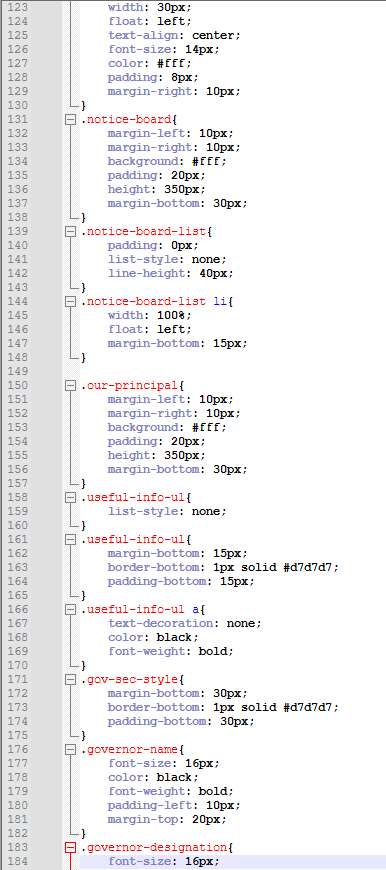 123 width: 30px;
124 float: left;
125 text-align: center;
126 font-size: 14px;
127 color: #fff;
128 padding: 8px;
129 margin-right: 10px;
130 }
131 .notice-board{
132 margin-left: 10px;
133 margin-right: 10px;
134 background: #fff;
135 padding: 20px;
136 height: 350px;
137 margin-bottom: 30px;
138 }
139 .notice-board-list{
140 padding: 0px;
141 list-style: none;
142 line-height: 40px;
143 }
144 .notice-board-list li{
145 width: 100%;
146 float: left;
147 margin-bottom: 15px;
148 }
149
150 .our-principal{
151 margin-left: 10px;
152 margin-right: 10px;
153 background: #fff;
154 padding: 20px;
155 height: 350px;
156 margin-bottom: 30px;
157 }
158 .useful-info-ul{
159 list-style: none;
160 }
161 .useful-info-ul{
162 margin-bottom: 15px;
163 border-bottom: 1px solid #d7d7d7;
164 padding-bottom: 15px;
165 }
166 .useful-info-ul a{
167 text-decoration: none;
168 color: black;
169 font-weight: bold;
170 }
171 .gov-sec-style{
172 margin-bottom: 30px;
173 border-bottom: 1px solid #d7d7d7;
174 padding-bottom: 30px;
175 }
176 .governor-name{
177 font-size: 16px;
178 color: black;
179 font-weight: bold;
180 padding-left: 10px;
181 margin-top: 20px;
182 }
183 .governor-designation{
184 font-size: 16px;